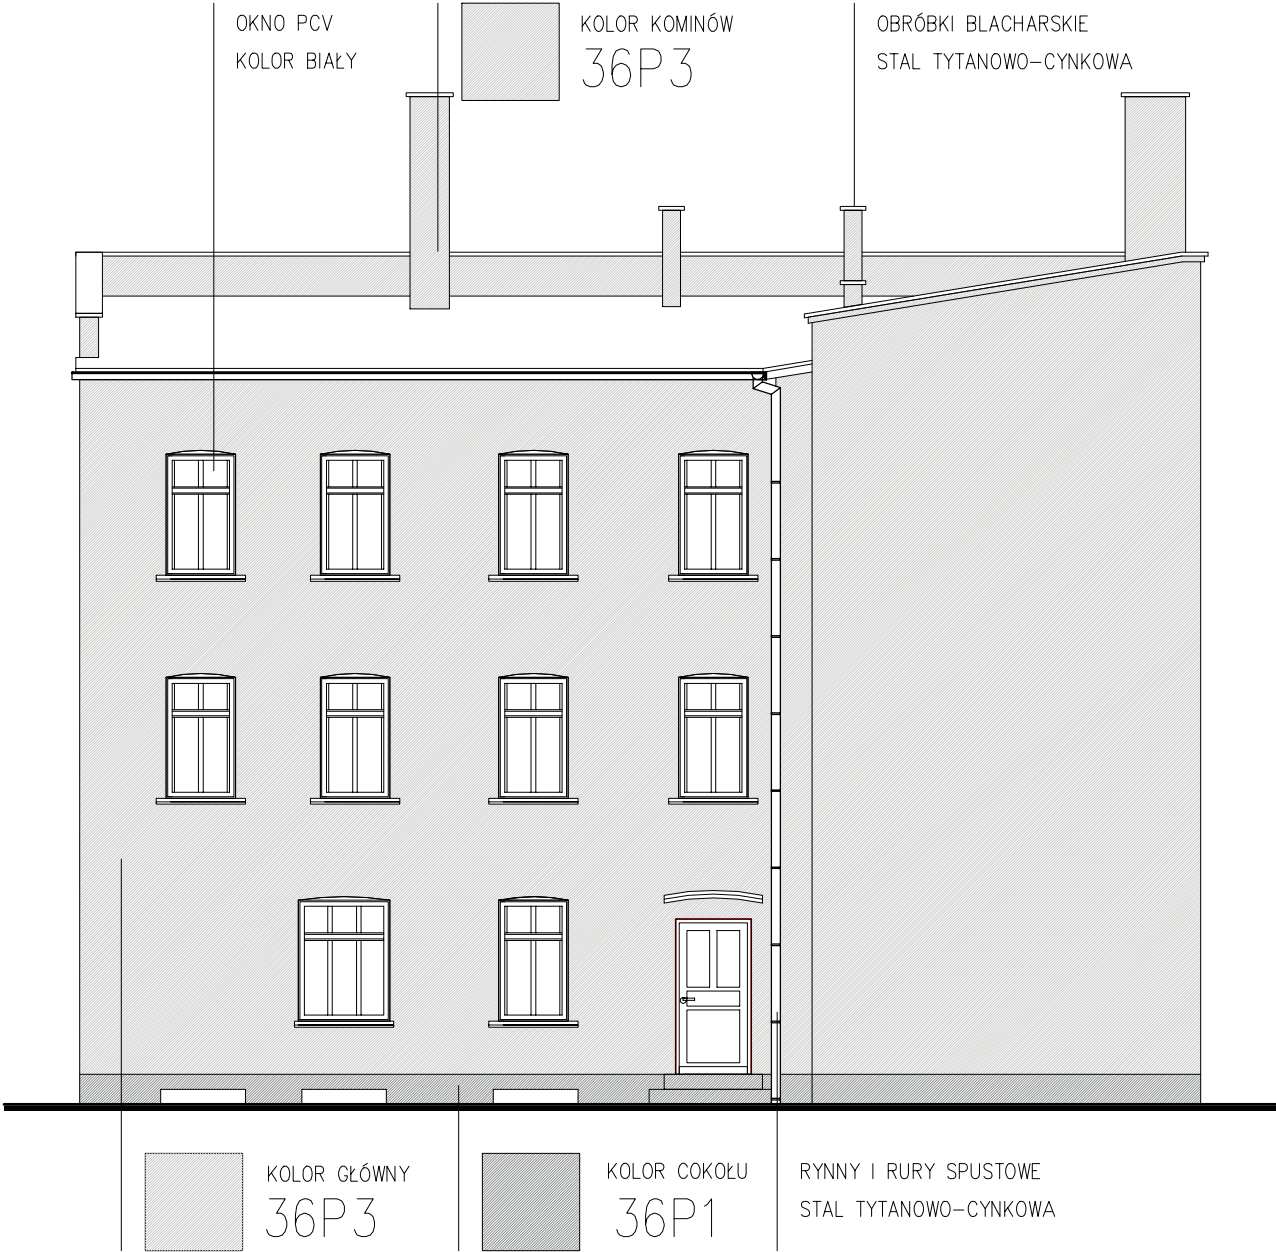 OKNO PCV
KOLOR BIAŁY
KOLOR KOMINÓW
36P3
OBRÓBKI BLACHARSKIE
STAL TYTANOWO-CYNKOWA
KOLOR GŁÓWNY
36P3
KOLOR COKOŁU
36P1
RYNNY I RURY SPUSTOWE
STAL TYTANOWO-CYNKOWA